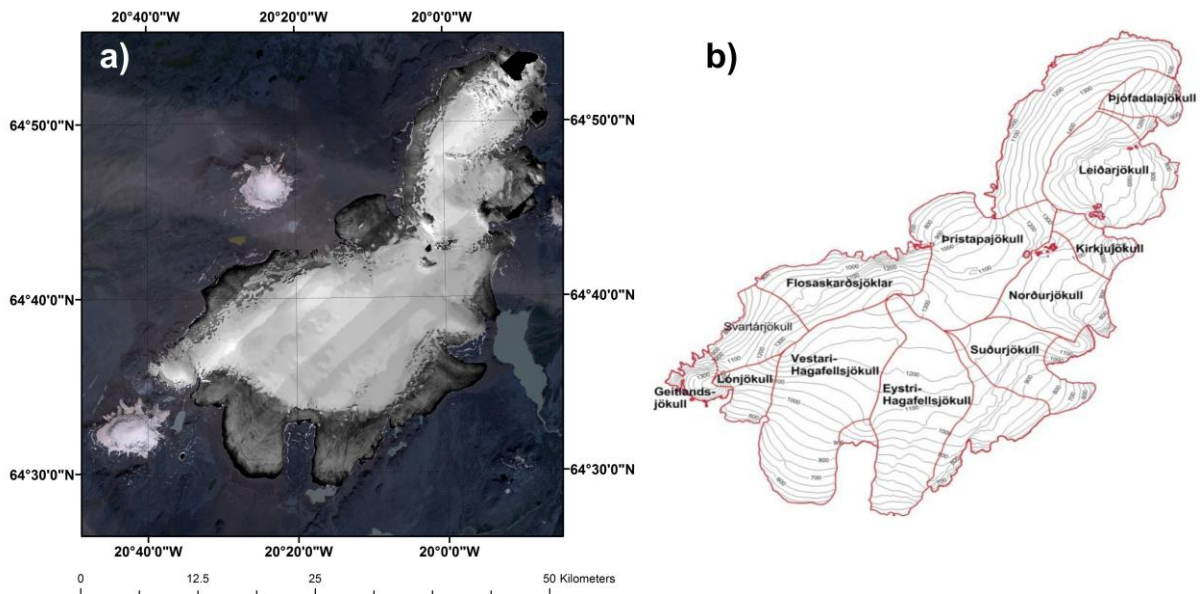 20°40'0"W 20°20'0"W 20°0'0"W
a)
b)
64°50'0"N 64°50'0"N
64°40'0"N 64°40'0"N
64°30'0"N 64°30'0"N
20°40'0"W 20°20'0"W 20°0'0"W
0 12.5 25 50 Kilometers
Þjófadalajökull
Leiðarjökull
Þristapajökull
Kirkjujökull
Flosaskarðsjöklar
Norðurjökull
Svartárjökull
Suðurjökull
Vestari-
Hagafellsjökull
Lónjökull
Eystri-
Hagafellsjökull
Geitlands-
jökull